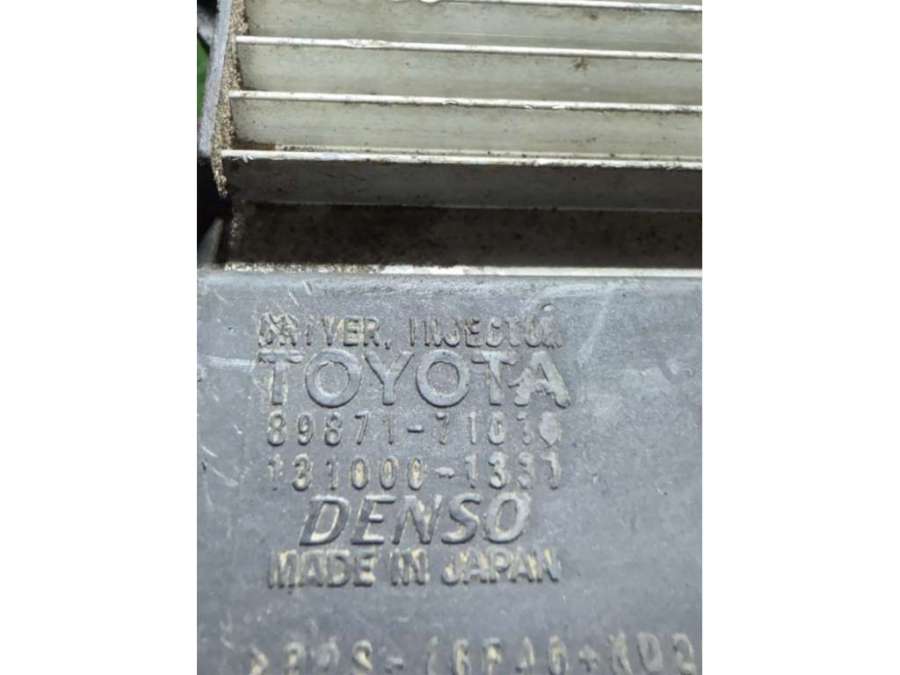 DRIVER, INJECTOR
TOYOTA
89871-71010
131000-1331
DENSO
MADE IN JAPAN